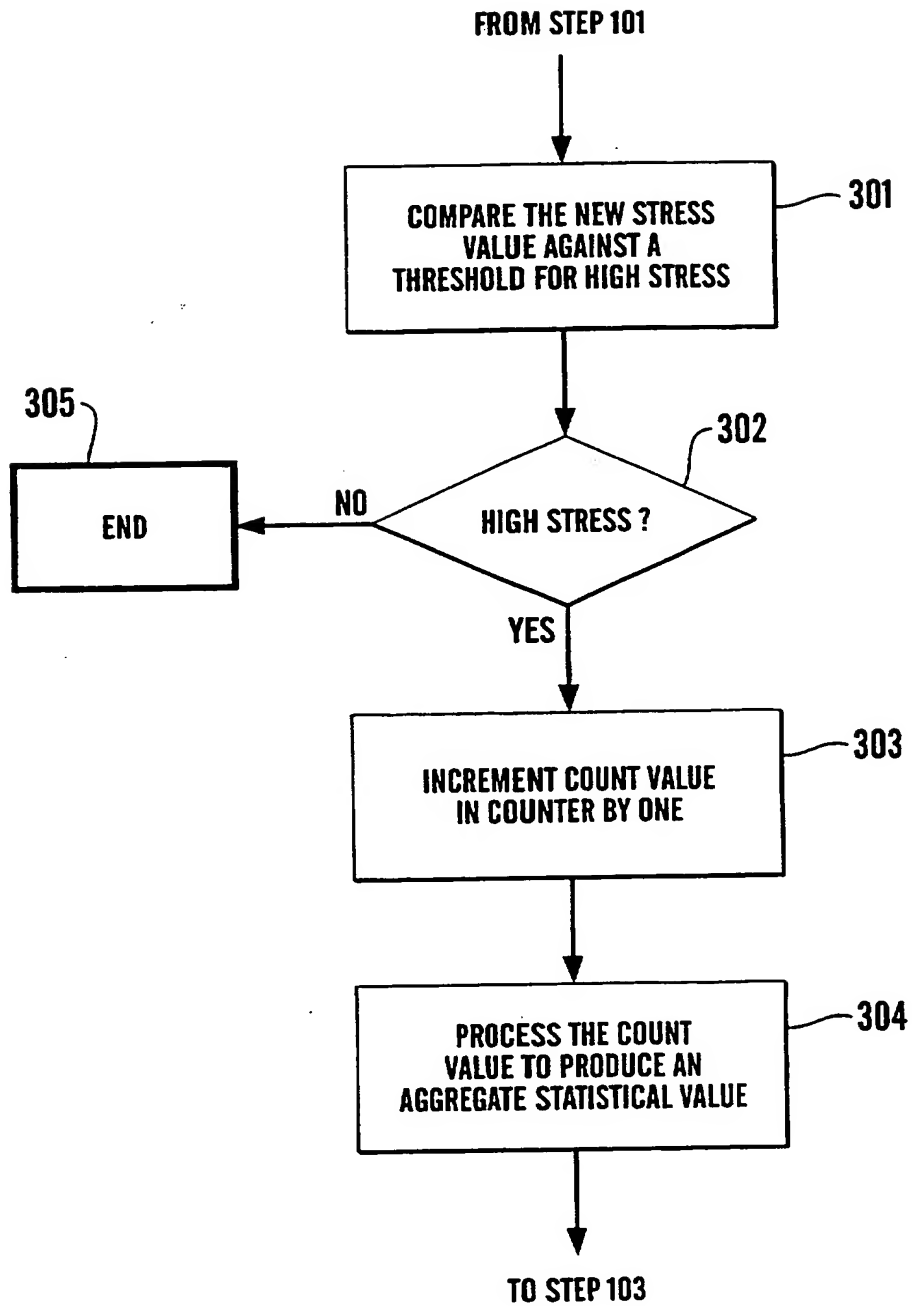 FROM STEP 101
COMPARE THE NEW STRESS
VALUE AGAINST A
THRESHOLD FOR HIGH STRESS
301
305
302
END
NO
HIGH STRESS ?
YES
INCREMENT COUNT VALUE
IN COUNTER BY ONE
303
PROCESS THE COUNT
VALUE TO PRODUCE AN
AGGREGATE STATISTICAL VALUE
304
TO STEP 103